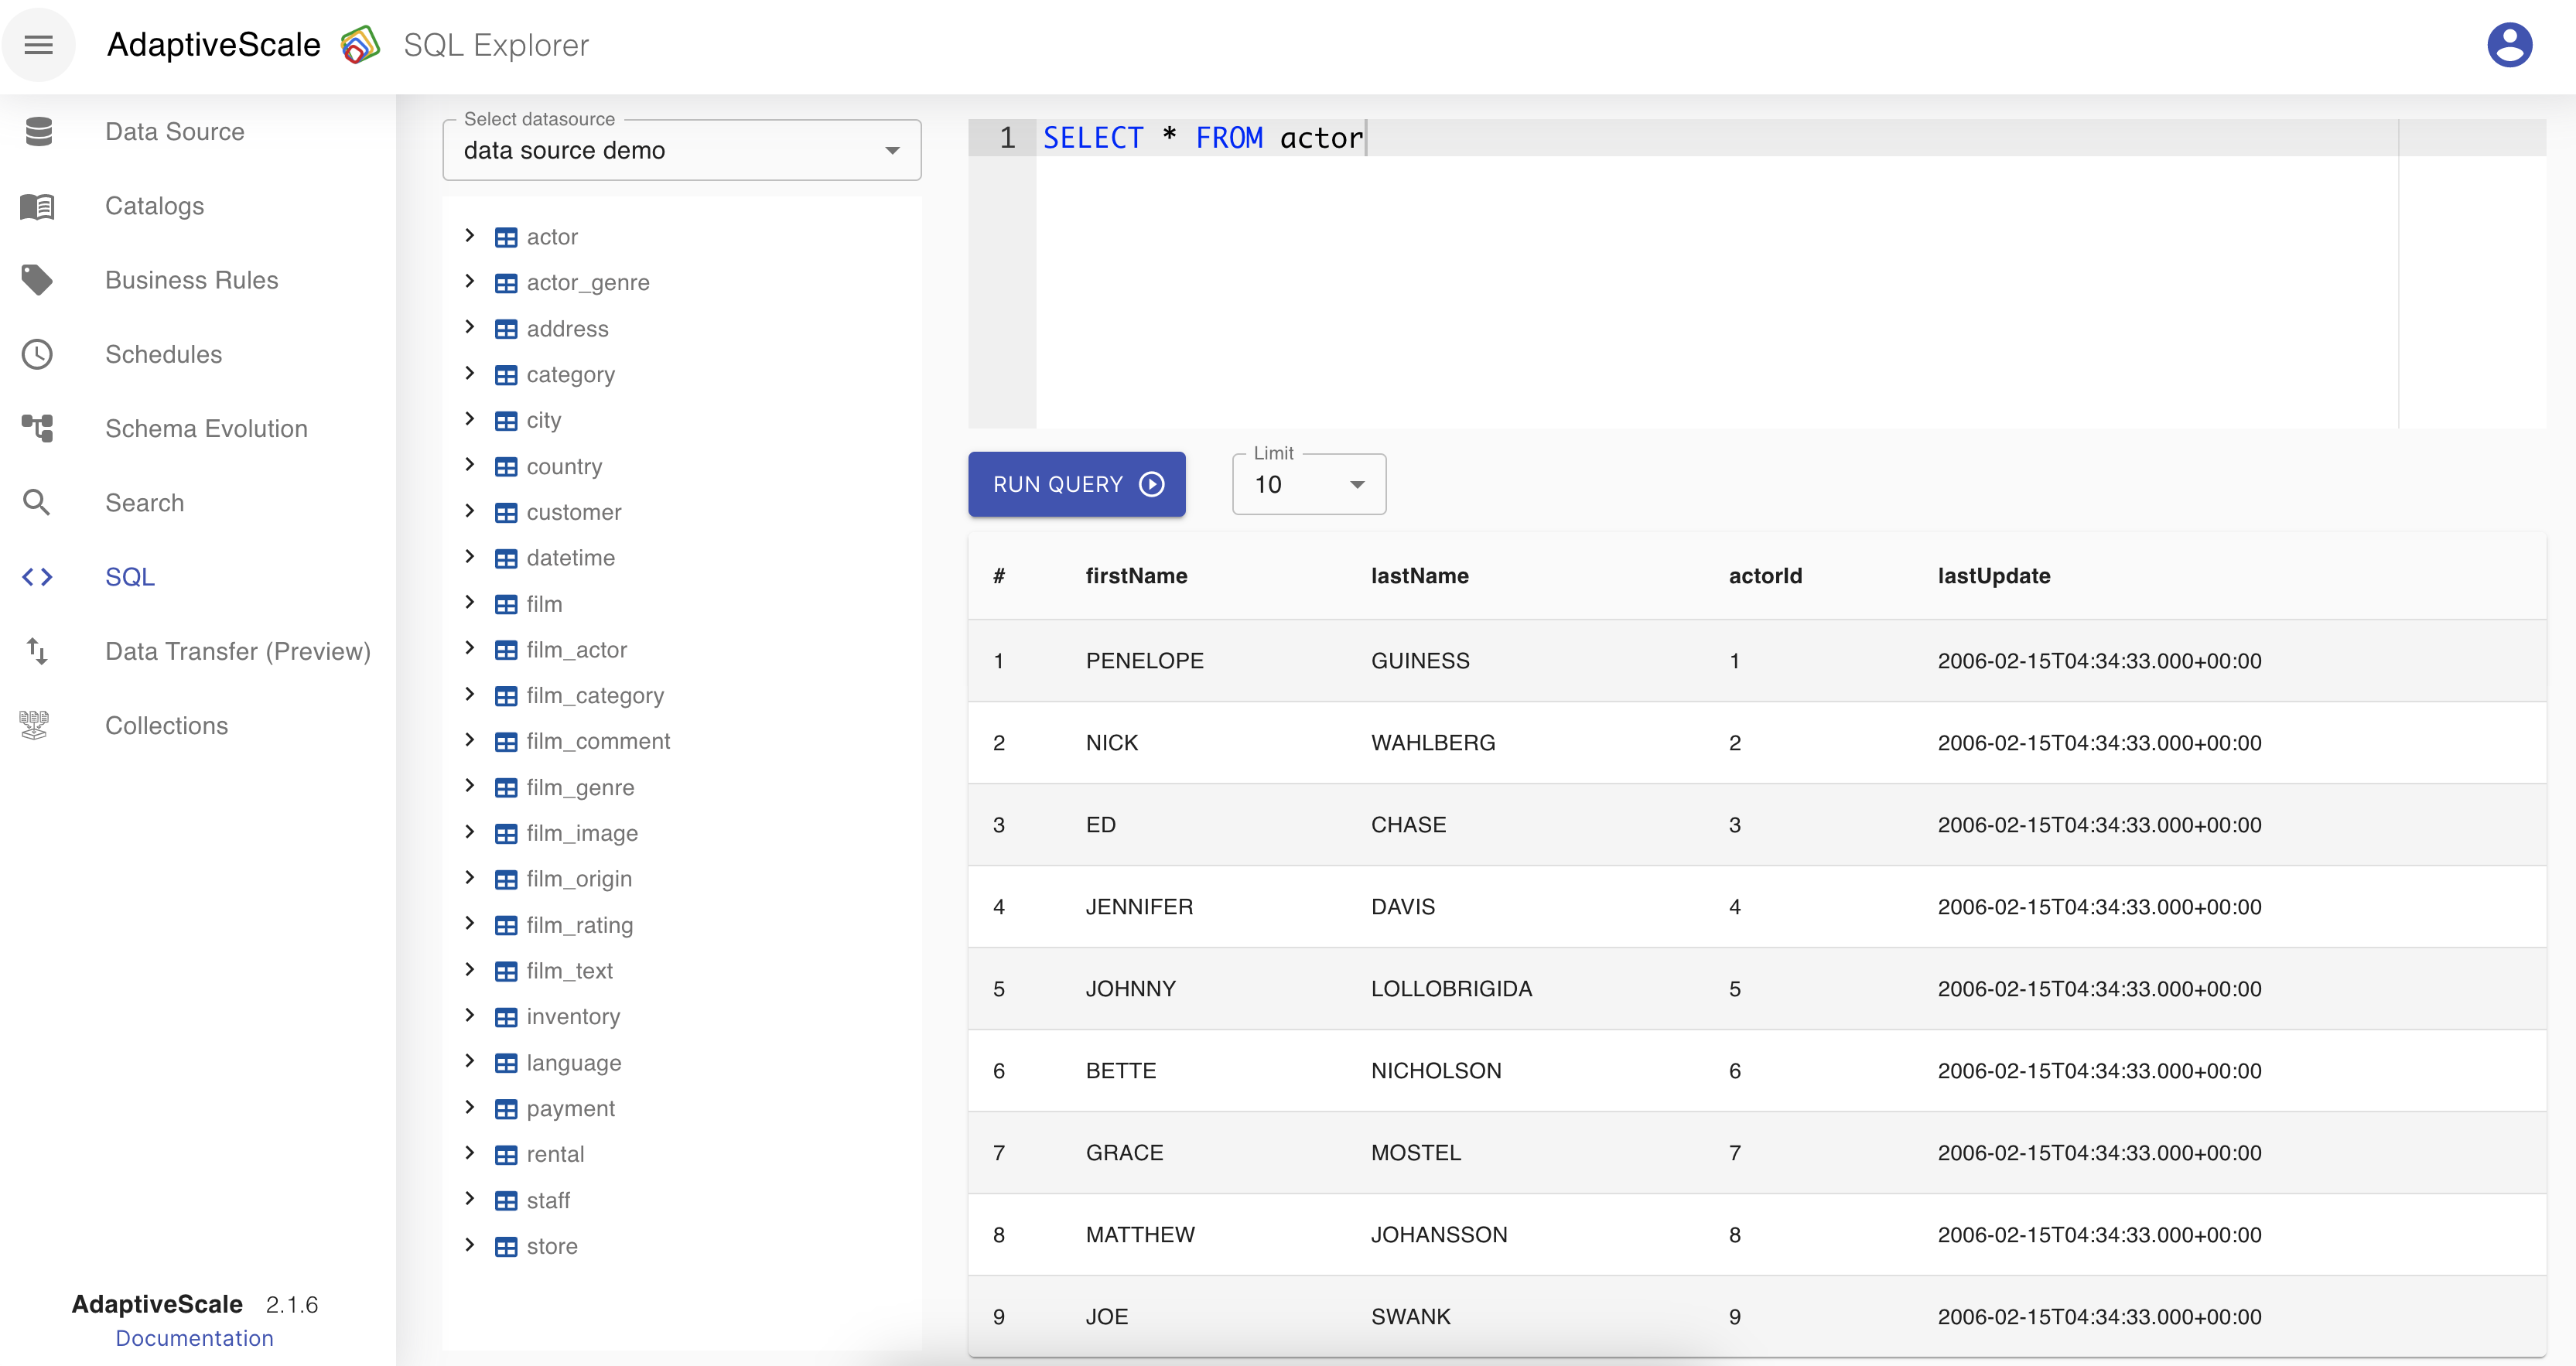 AdaptiveScale SQL Explorer
Data Source
Catalogs
Business Rules
Schedules
Schema Evolution
Search
SQL
Data Transfer (Preview)
Collections
AdaptiveScale 2.1.6
Documentation
Select datasource
data source demo
actor
actor_genre
address
category
city
country
customer
datetime
film
film_actor
film_category
film_comment
film_genre
film_image
film_origin
film_rating
film_text
inventory
language
payment
rental
staff
store
1 SELECT * FROM actor
RUN QUERY
Limit
10
# firstName lastName actorId lastUpdate
1 PENELOPE GUINESS 1 2006-02-15T04:34:33.000+00:00
2 NICK WAHLBERG 2 2006-02-15T04:34:33.000+00:00
3 ED CHASE 3 2006-02-15T04:34:33.000+00:00
4 JENNIFER DAVIS 4 2006-02-15T04:34:33.000+00:00
5 JOHNNY LOLLOBRIGIDA 5 2006-02-15T04:34:33.000+00:00
6 BETTE NICHOLSON 6 2006-02-15T04:34:33.000+00:00
7 GRACE MOSTEL 7 2006-02-15T04:34:33.000+00:00
8 MATTHEW JOHANSSON 8 2006-02-15T04:34:33.000+00:00
9 JOE SWANK 9 2006-02-15T04:34:33.000+00:00